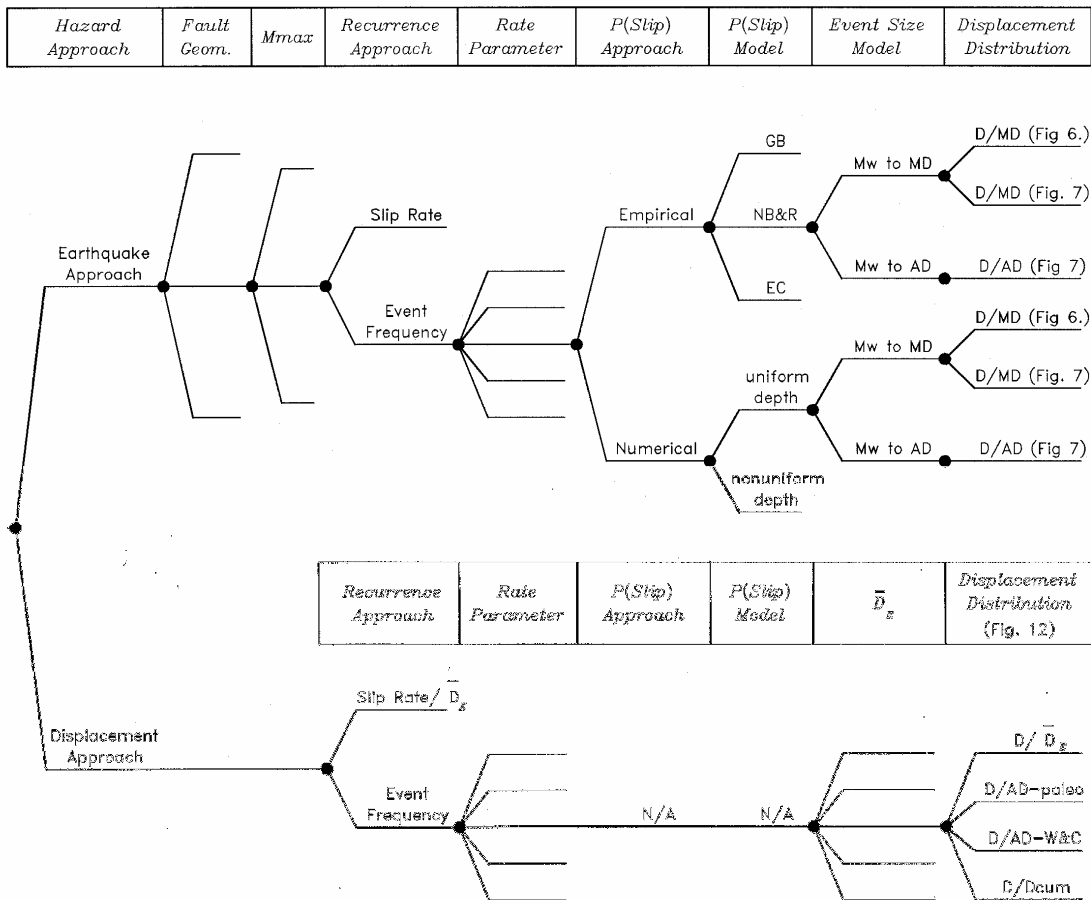 Hazard Approach
Fault Geom.
Mmax
Recurrence Approach
Rate Parameter
P(Slip) Approach
P(Slip) Model
Event Size Model
Displacement Distribution
D/MD (Fig 6.)
GB
Mw to MD
D/MD (Fig. 7)
Slip Rate
Empirical
NB&R
Earthquake
Approach
Mw to AD
D/AD (Fig 7)
EC
Event
Frequency
D/MD (Fig 6.)
Mw to MD
uniform
depth
D/MD (Fig. 7)
Numerical
Mw to AD
D/AD (Fig 7)
nonuniform
depth
Recurrence Approach
Rate Parameter
P(Slip) Approach
P(Slip) Model
D̅g
Displacement Distribution (Fig. 12)
Slip Rate/ D̅g
Displacement
Approach
D/ D̅g
Event
Frequency
N/A
N/A
D/AD-paleo
D/AD-W&C
D/Dcum